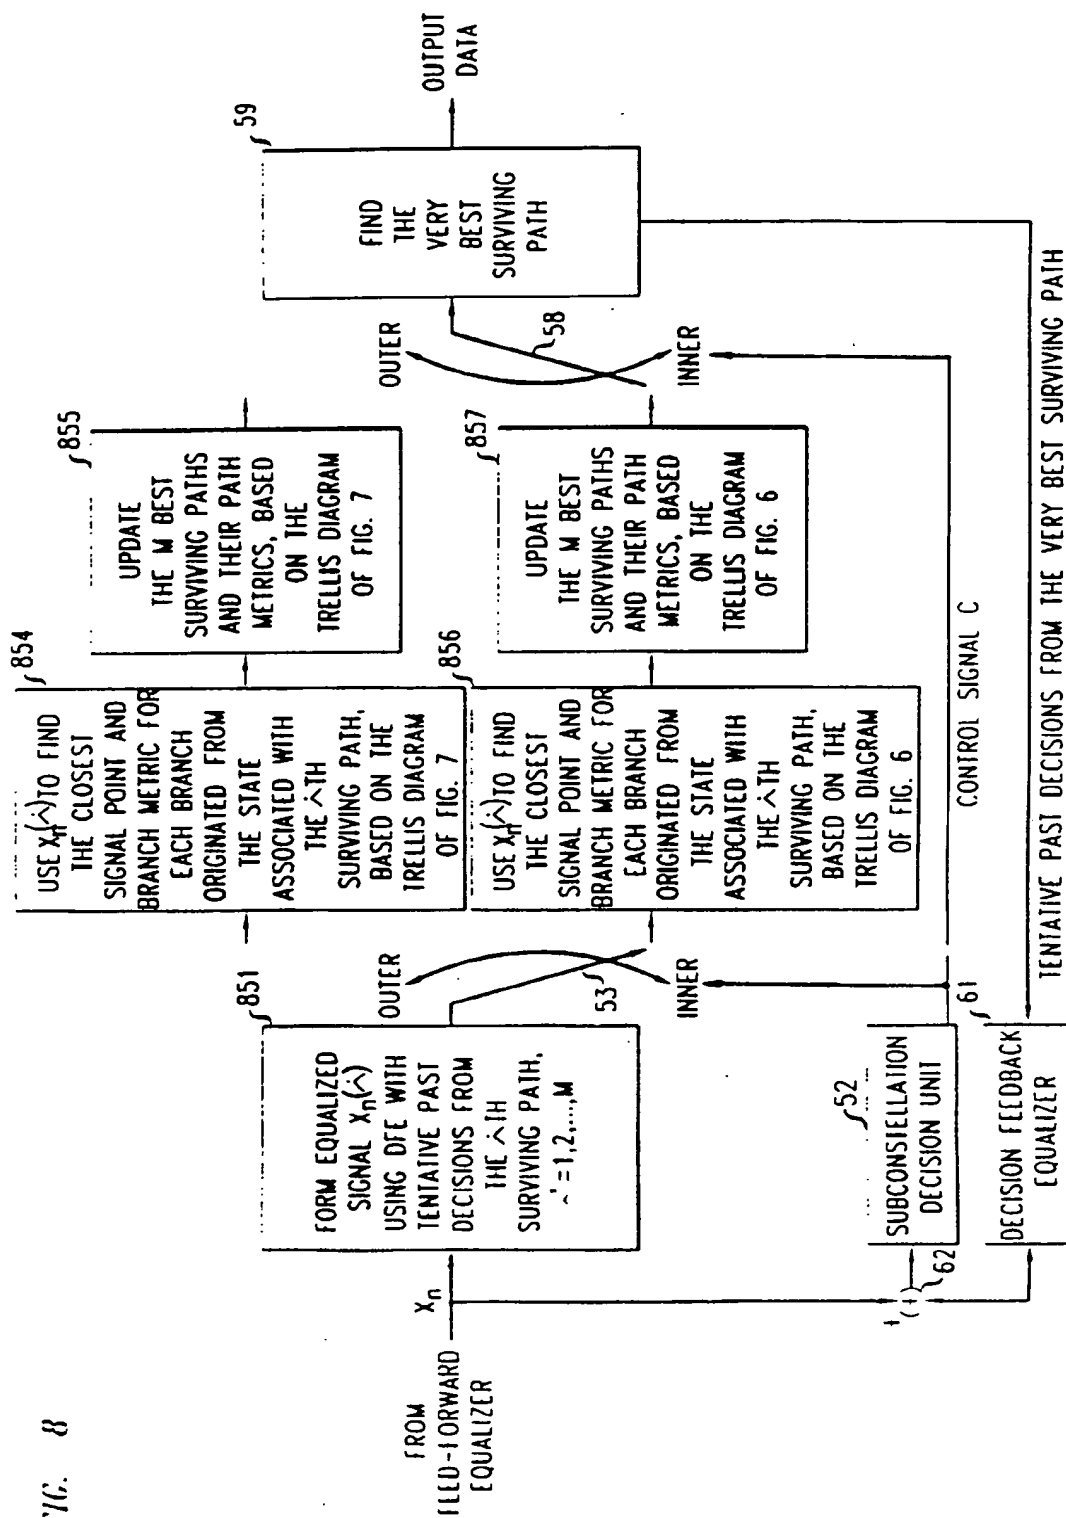 FIG. 8
FROM
FEED-FORWARD
EQUALIZER
Xn
851
FORM EQUALIZED
SIGNAL Xn(i)
USING DFE WITH
TENTATIVE PAST
DECISIONS FROM
THE iTH
SURVIVING PATH,
i=1,2,...,M
OUTER
53
INNER
854
USE Xn(i) TO FIND
THE CLOSEST
SIGNAL POINT AND
BRANCH METRIC FOR
EACH BRANCH
ORIGINATED FROM
THE STATE
ASSOCIATED WITH
THE iTH
SURVIVING PATH,
BASED ON THE
TRELLIS DIAGRAM
OF FIG. 7
856
USE Xn(i) TO FIND
THE CLOSEST
SIGNAL POINT AND
BRANCH METRIC FOR
EACH BRANCH
ORIGINATED FROM
THE STATE
ASSOCIATED WITH
THE iTH
SURVIVING PATH,
BASED ON THE
TRELLIS DIAGRAM
OF FIG. 6
855
UPDATE
THE M BEST
SURVIVING PATHS
AND THEIR PATH
METRICS, BASED
ON THE
TRELLIS DIAGRAM
OF FIG. 7
857
UPDATE
THE M BEST
SURVIVING PATHS
AND THEIR PATH
METRICS, BASED
ON THE
TRELLIS DIAGRAM
OF FIG. 6
OUTER
58
INNER
59
FIND
THE
VERY
BEST
SURVIVING
PATH
OUTPUT
DATA
+
(+)
62
52
SUBCONSTELLATION
DECISION UNIT
CONTROL SIGNAL C
61
DECISION FEEDBACK
EQUALIZER
TENTATIVE PAST DECISIONS FROM THE VERY BEST SURVIVING PATH